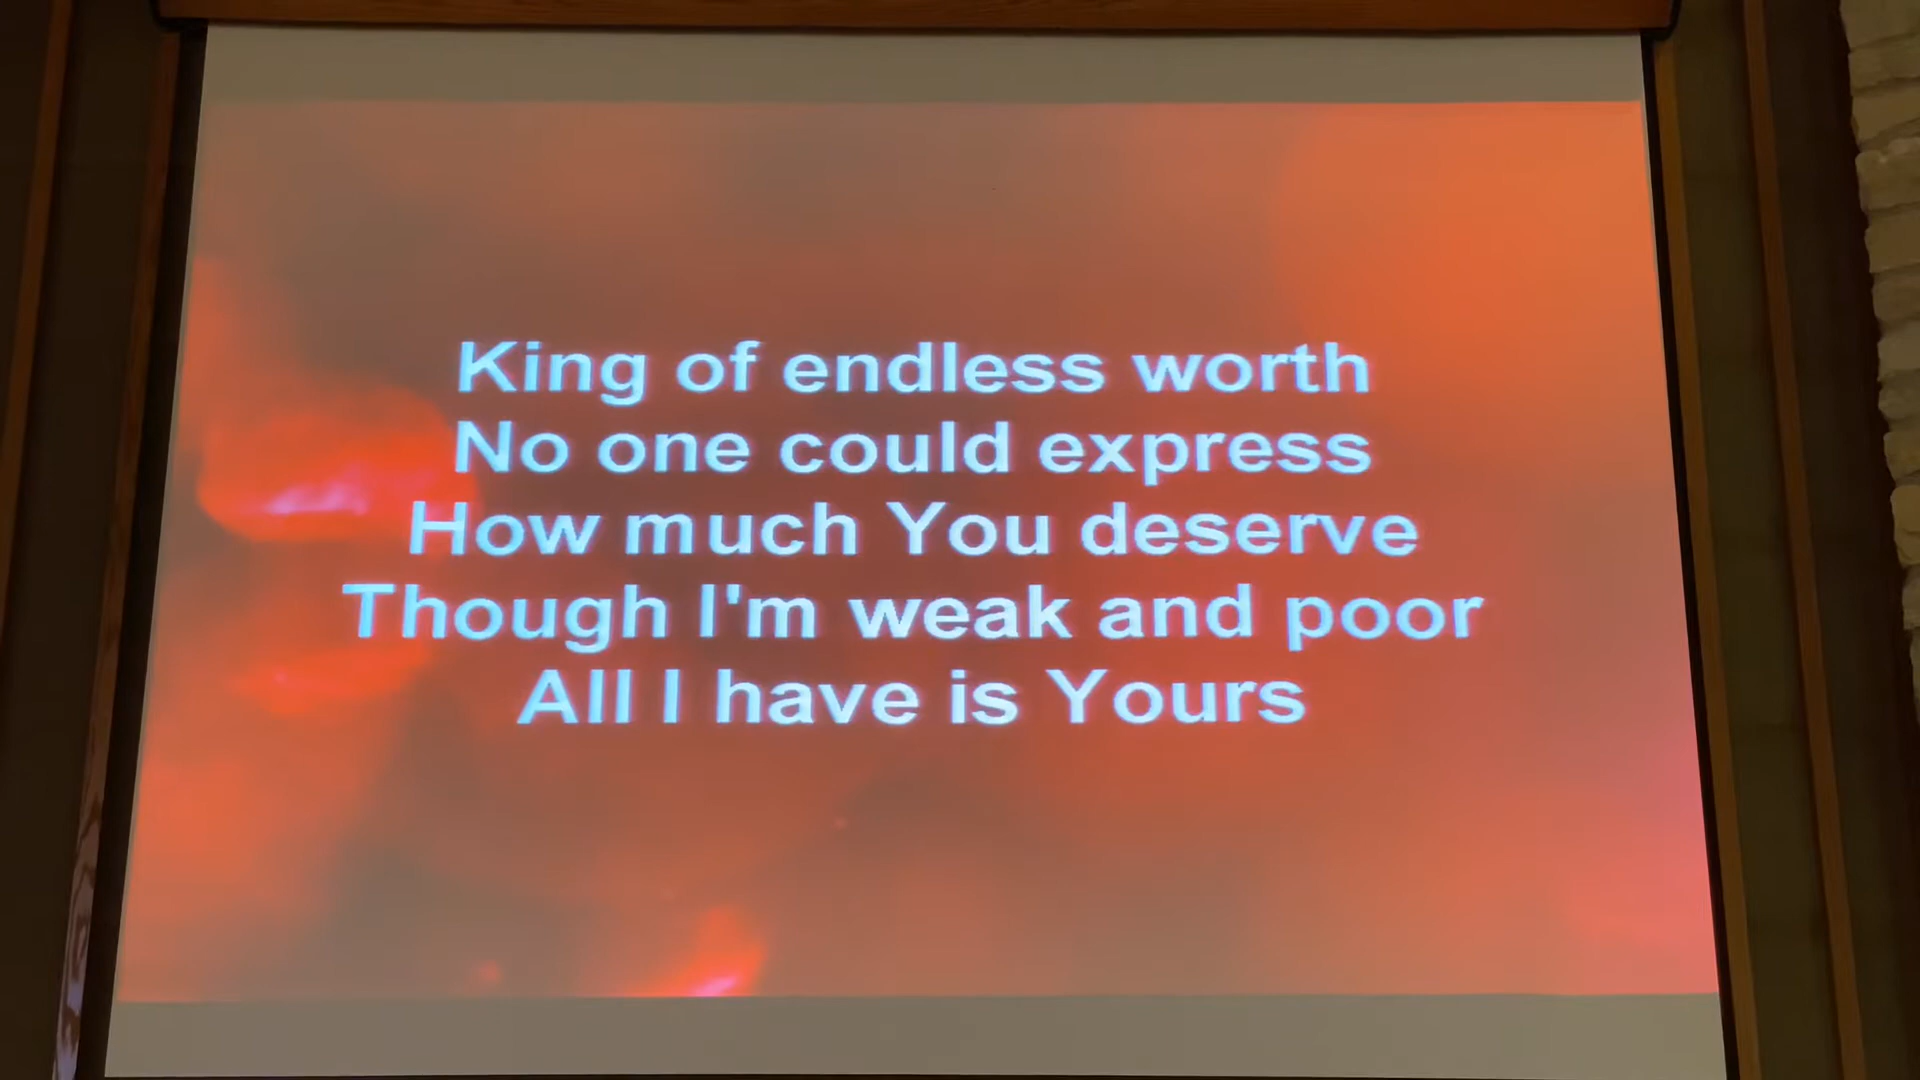 King of endless worth
No one could express
How much You deserve
Though I'm weak and poor
All I have is Yours